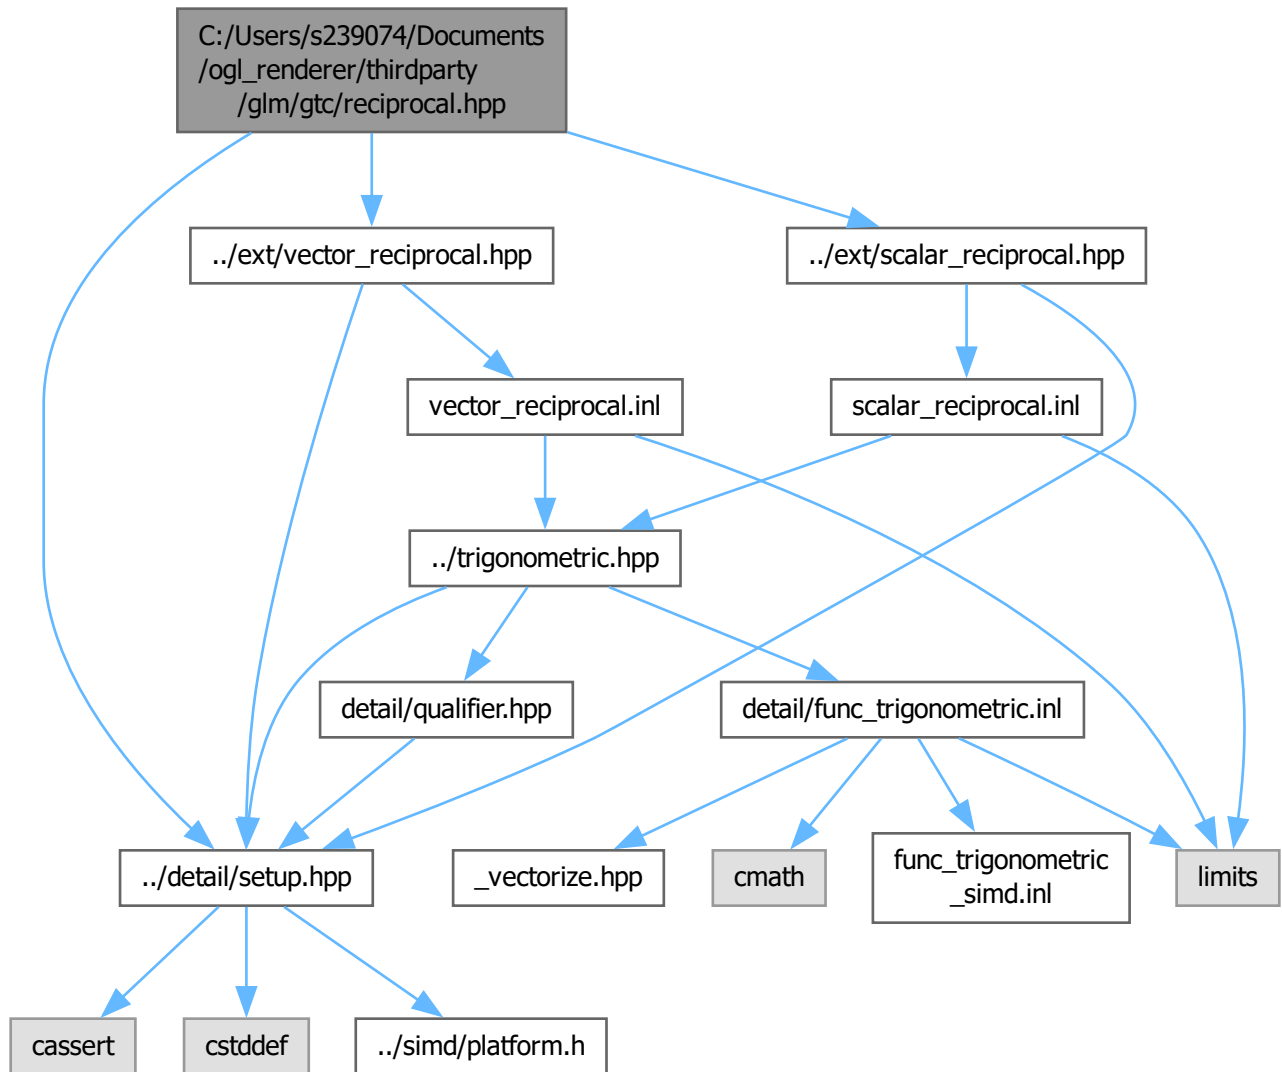 C:/Users/s239074/Documents
/ogl_renderer/thirdparty
/glm/gtc/reciprocal.hpp
../ext/vector_reciprocal.hpp
../ext/scalar_reciprocal.hpp
vector_reciprocal.inl
scalar_reciprocal.inl
../trigonometric.hpp
detail/qualifier.hpp
detail/func_trigonometric.inl
../detail/setup.hpp
_vectorize.hpp
cmath
func_trigonometric
_simd.inl
limits
cassert
cstddef
../simd/platform.h